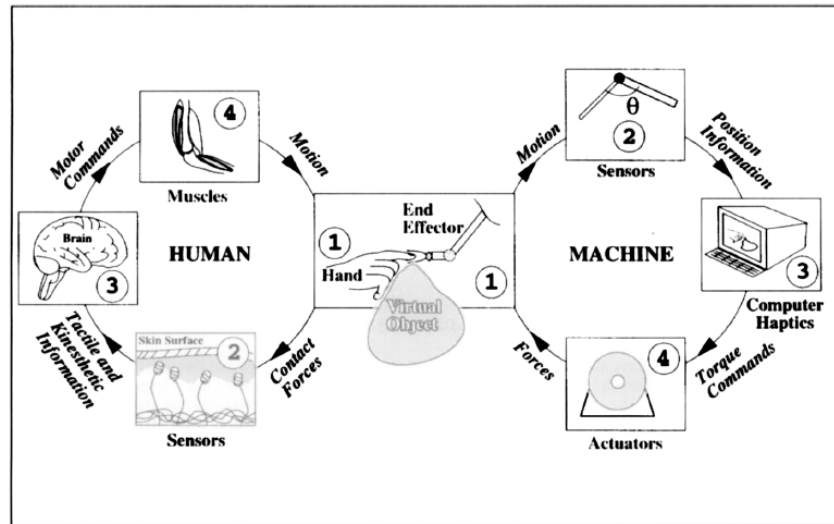 4
Muscles
Motor
Commands
Motion
Brain
3
HUMAN
1
Hand
End
Effector
1
Virtual
Object
Tactile and
Kinesthetic
Information
Skin Surface
2
Sensors
Contact
Forces
Motion
θ
2
Sensors
Position
Information
MACHINE
3
Computer
Haptics
Torque
Commands
4
Actuators
Forces